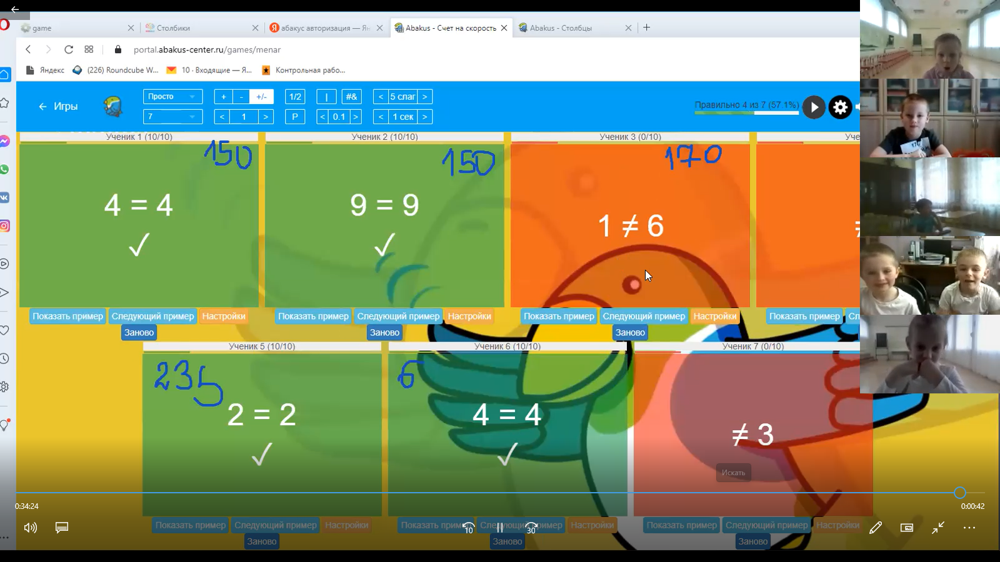 game
Столбики
абакус авторизация — Ян
Abakus - Счет на скорость
Abakus - Столбцы
portal.abakus-center.ru/games/menar
Яндекс
(226) Roundcube W...
10 · Входящие — Я...
Контрольная рабо...
Игры
Просто
+ - +/-
1/2
|
#&
< 5 слаг >
7
< 1 >
P
< 0.1 >
< 1 сек >
Правильно 4 из 7 (57.1%)
Ученик 1 (10/10)
Ученик 2 (10/10)
Ученик 3 (0/10)
Уче
150
150
170
4 = 4
9 = 9
1 ≠ 6
≠
✓
✓
Показать пример Следующий пример Настройки
Показать пример Следующий пример Настройки
Показать пример Следующий пример Настройки
Показать пример Сл
Заново
Заново
Заново
Ученик 5 (10/10)
Ученик 6 (10/10)
Ученик 7 (0/10)
235
6
2 = 2
4 = 4
≠ 3
✓
✓
Искать
0:34:24
0:00:42
10
30
Показать пример Следующий пример Настройки
Показать пример Следующий пример Настройки
Показать пример Следующий пример Настройки
Заново
Заново
Заново